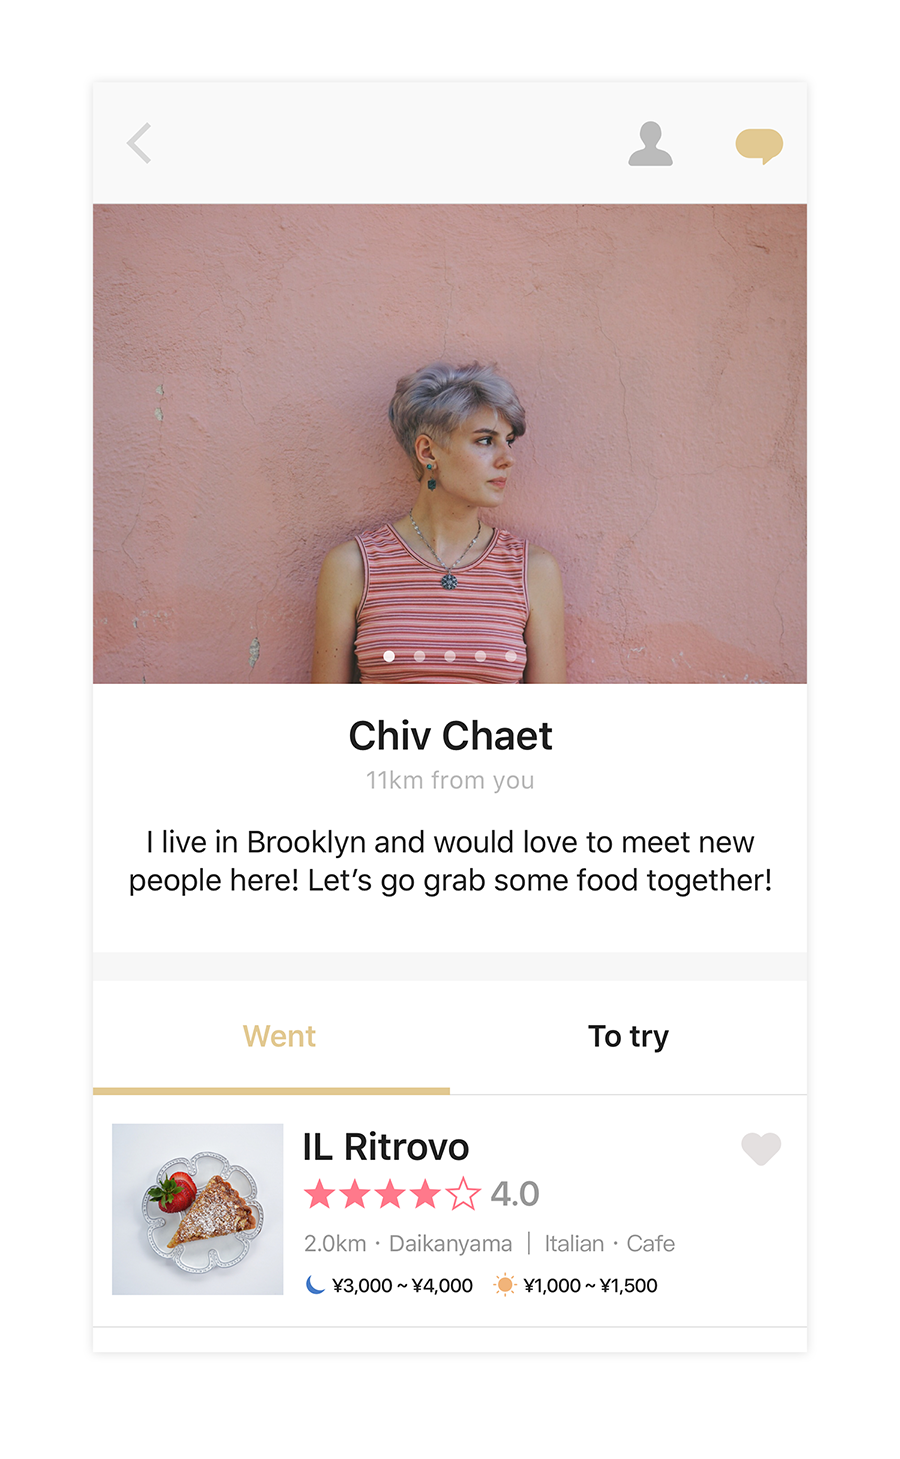 Chiv Chaet
11km from you
I live in Brooklyn and would love to meet new
people here! Let’s go grab some food together!
Went To try
IL Ritrovo
4.0
2.0km · Daikanyama | Italian · Cafe
¥3,000 ~ ¥4,000 ¥1,000 ~ ¥1,500